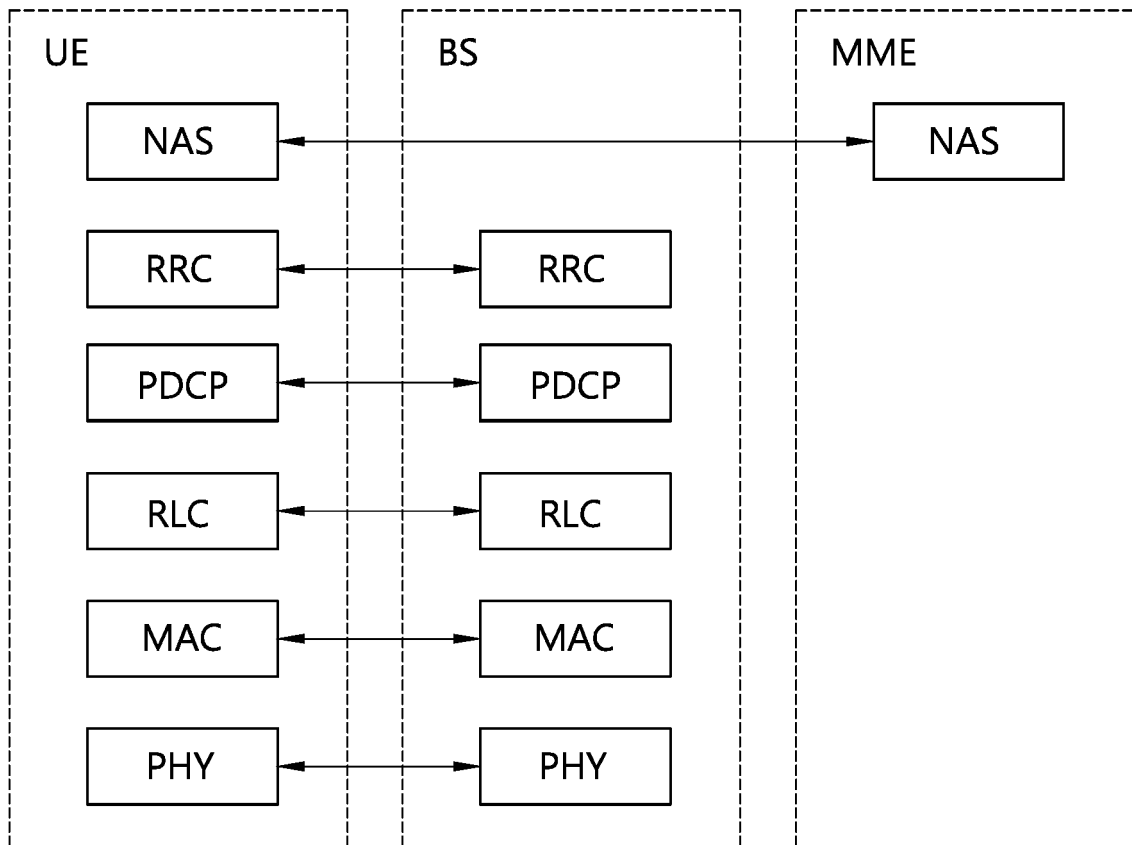 UE BS MME
NAS NAS
RRC RRC
PDCP PDCP
RLC RLC
MAC MAC
PHY PHY